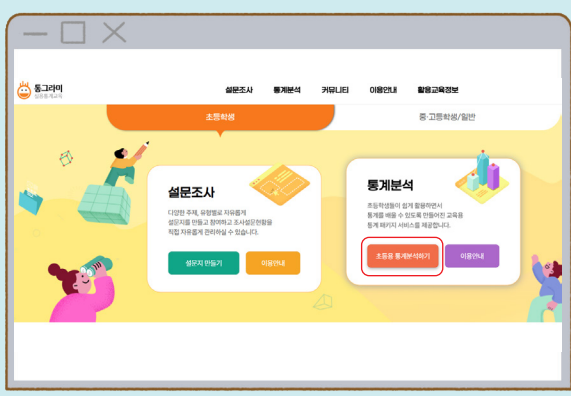 동그라미
실용통계교육
설문조사 통계분석 커뮤니티 이용안내 활용교육정보
초등학생
중·고등학생/일반
설문조사
다양한 주제, 유형별로 자유롭게
설문지를 만들고 참여하고 조사설문현황을
직접 자유롭게 관리하실 수 있습니다.
설문지 만들기 이용안내
통계분석
초등학생들이 쉽게 활용하면서
통계를 배울 수 있도록 만들어진 교육용
통계 패키지 서비스를 제공합니다.
초등용 통계분석하기 이용안내